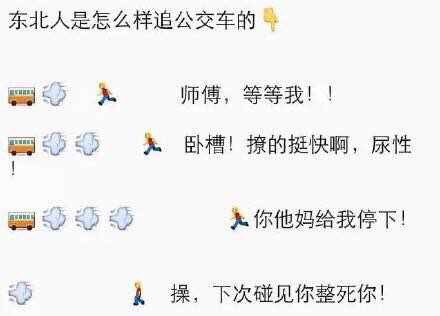 东北人是怎么样追公交车的👇
🚌💨 🏃 师傅，等等我！！
🚌💨💨 🏃 卧槽！撩的挺快啊，尿性
！
🚌💨💨💨 🏃你他妈给我停下！
💨 🚶 操，下次碰见你整死你！